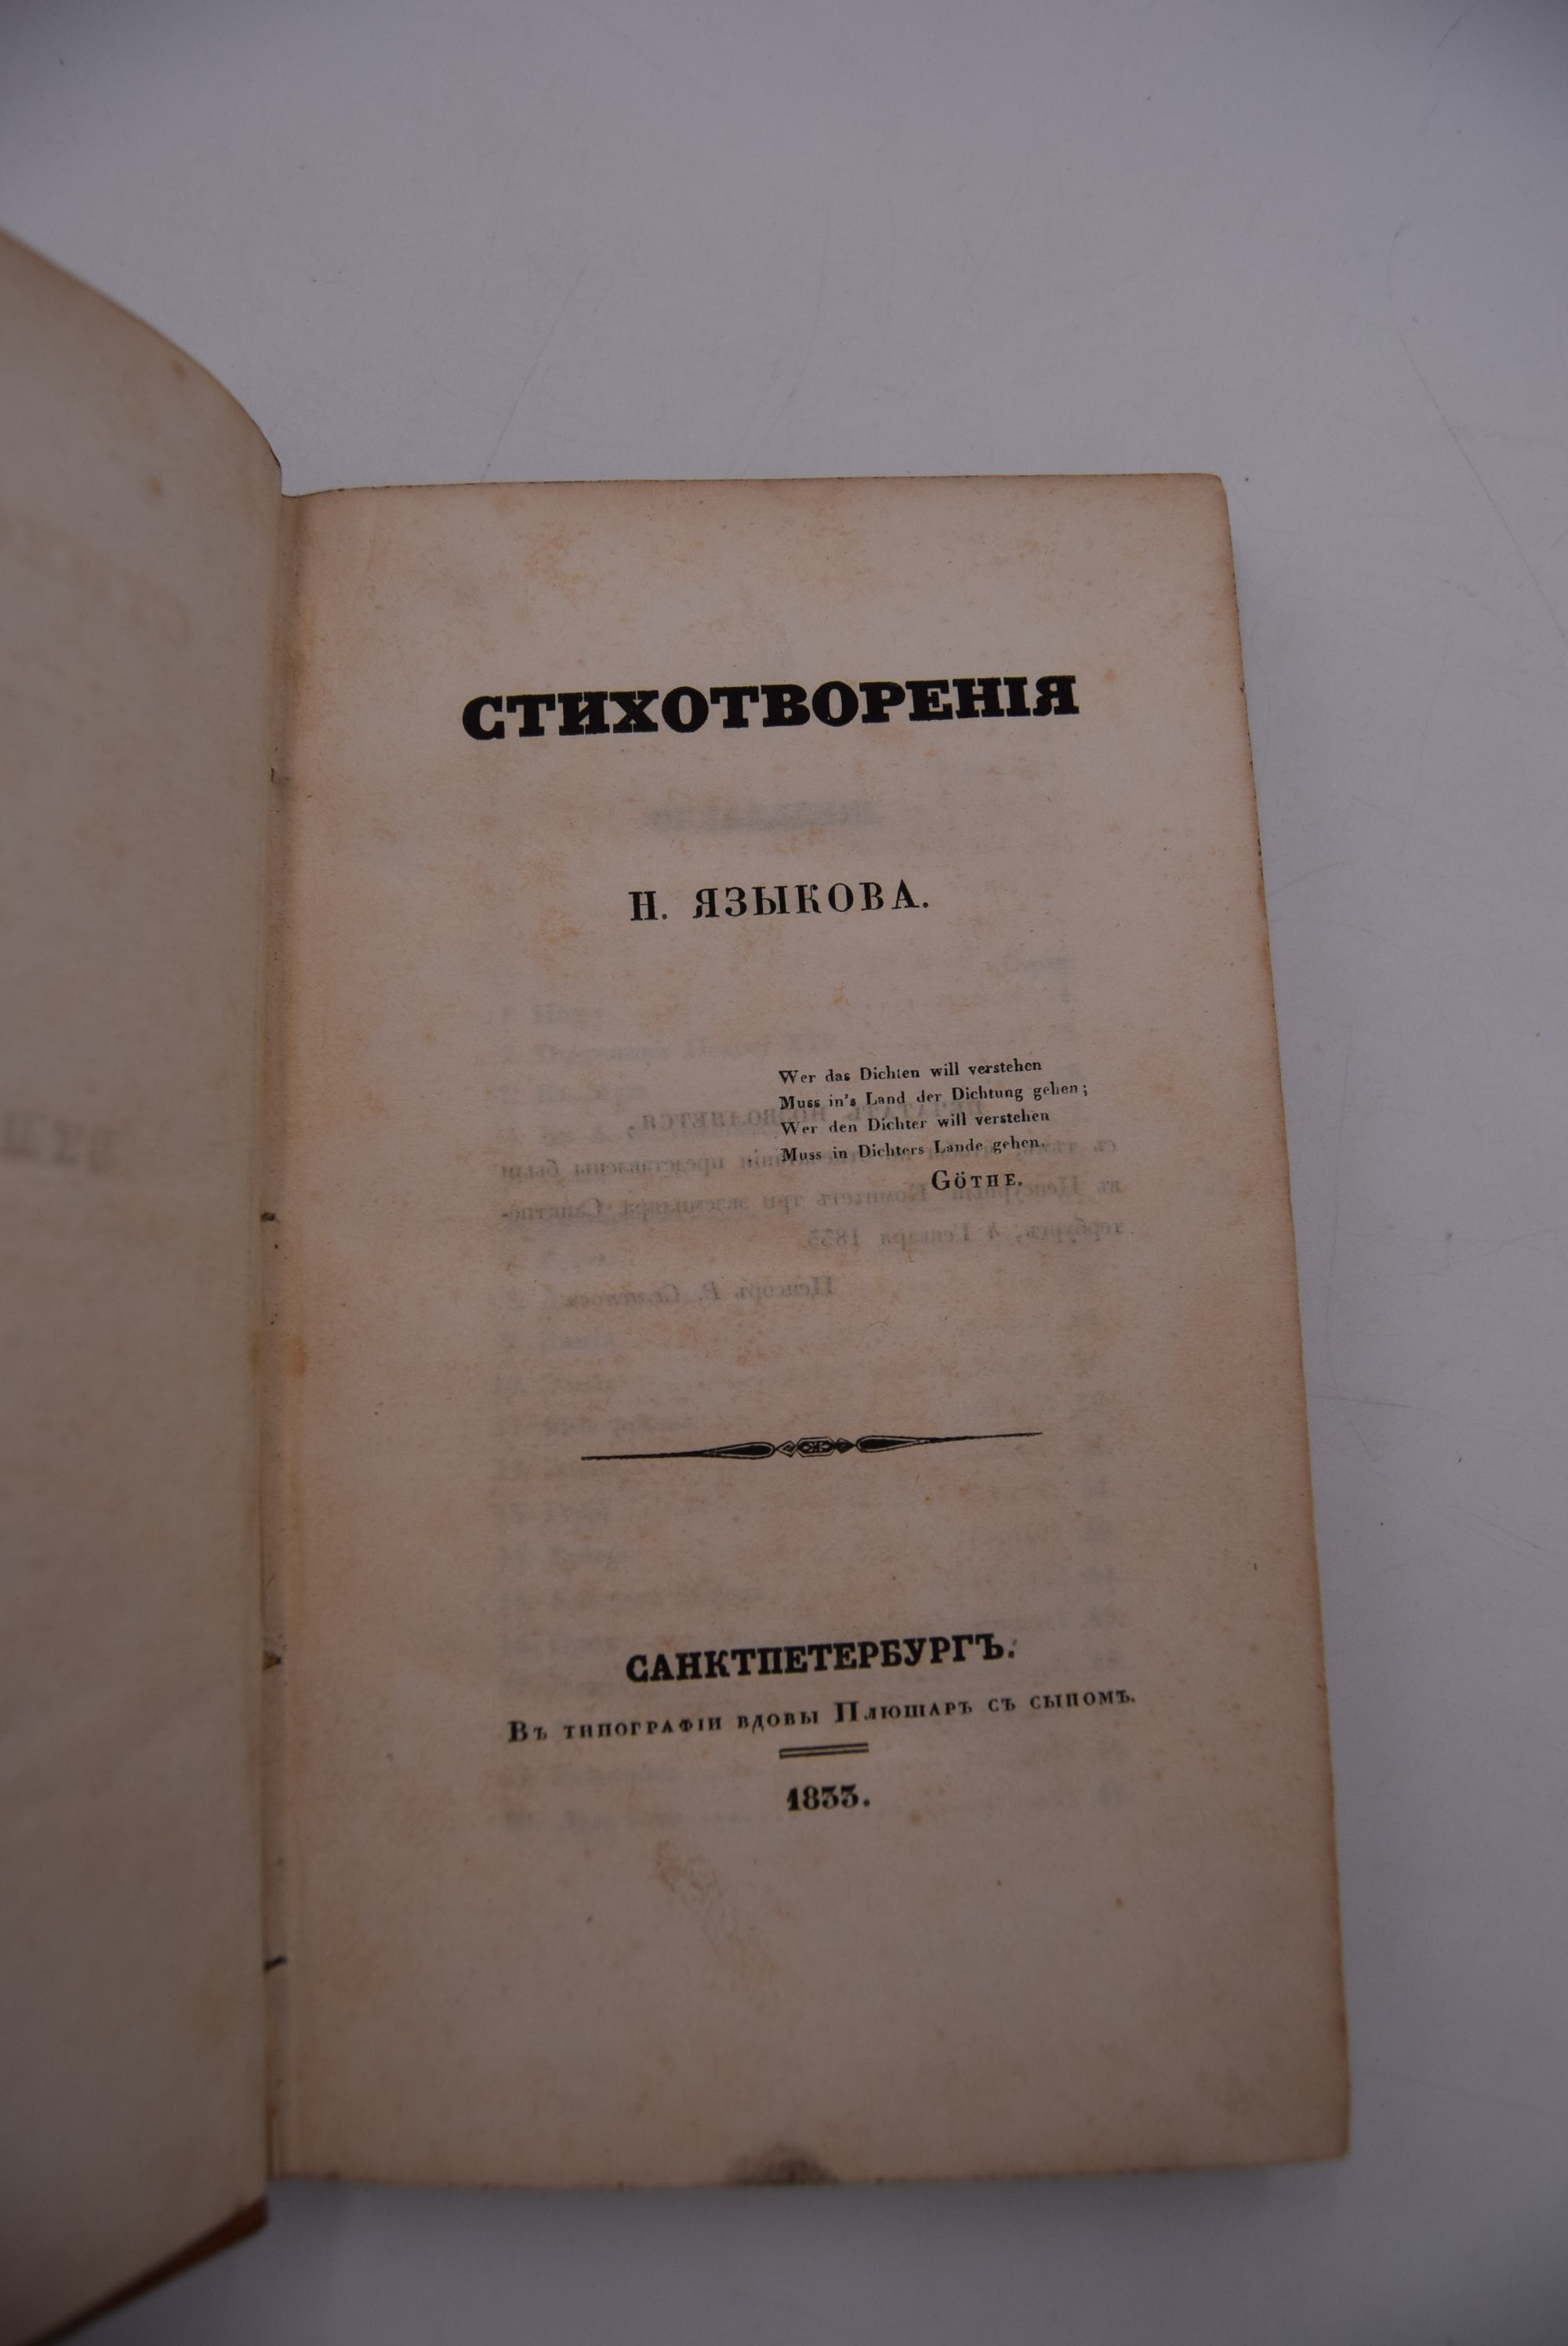 СТИХОТВОРЕНІЯ
Н. ЯЗЫКОВА.
Wer das Dichten will verstehen
Muss in's Land der Dichtung gehen;
Wer den Dichter will verstehen
Muss in Dichters Lande gehen.
GÖTHE.
САНКТПЕТЕРБУРГЪ.
Въ типографіи вдовы Плюшаръ съ сыномъ.
1833.